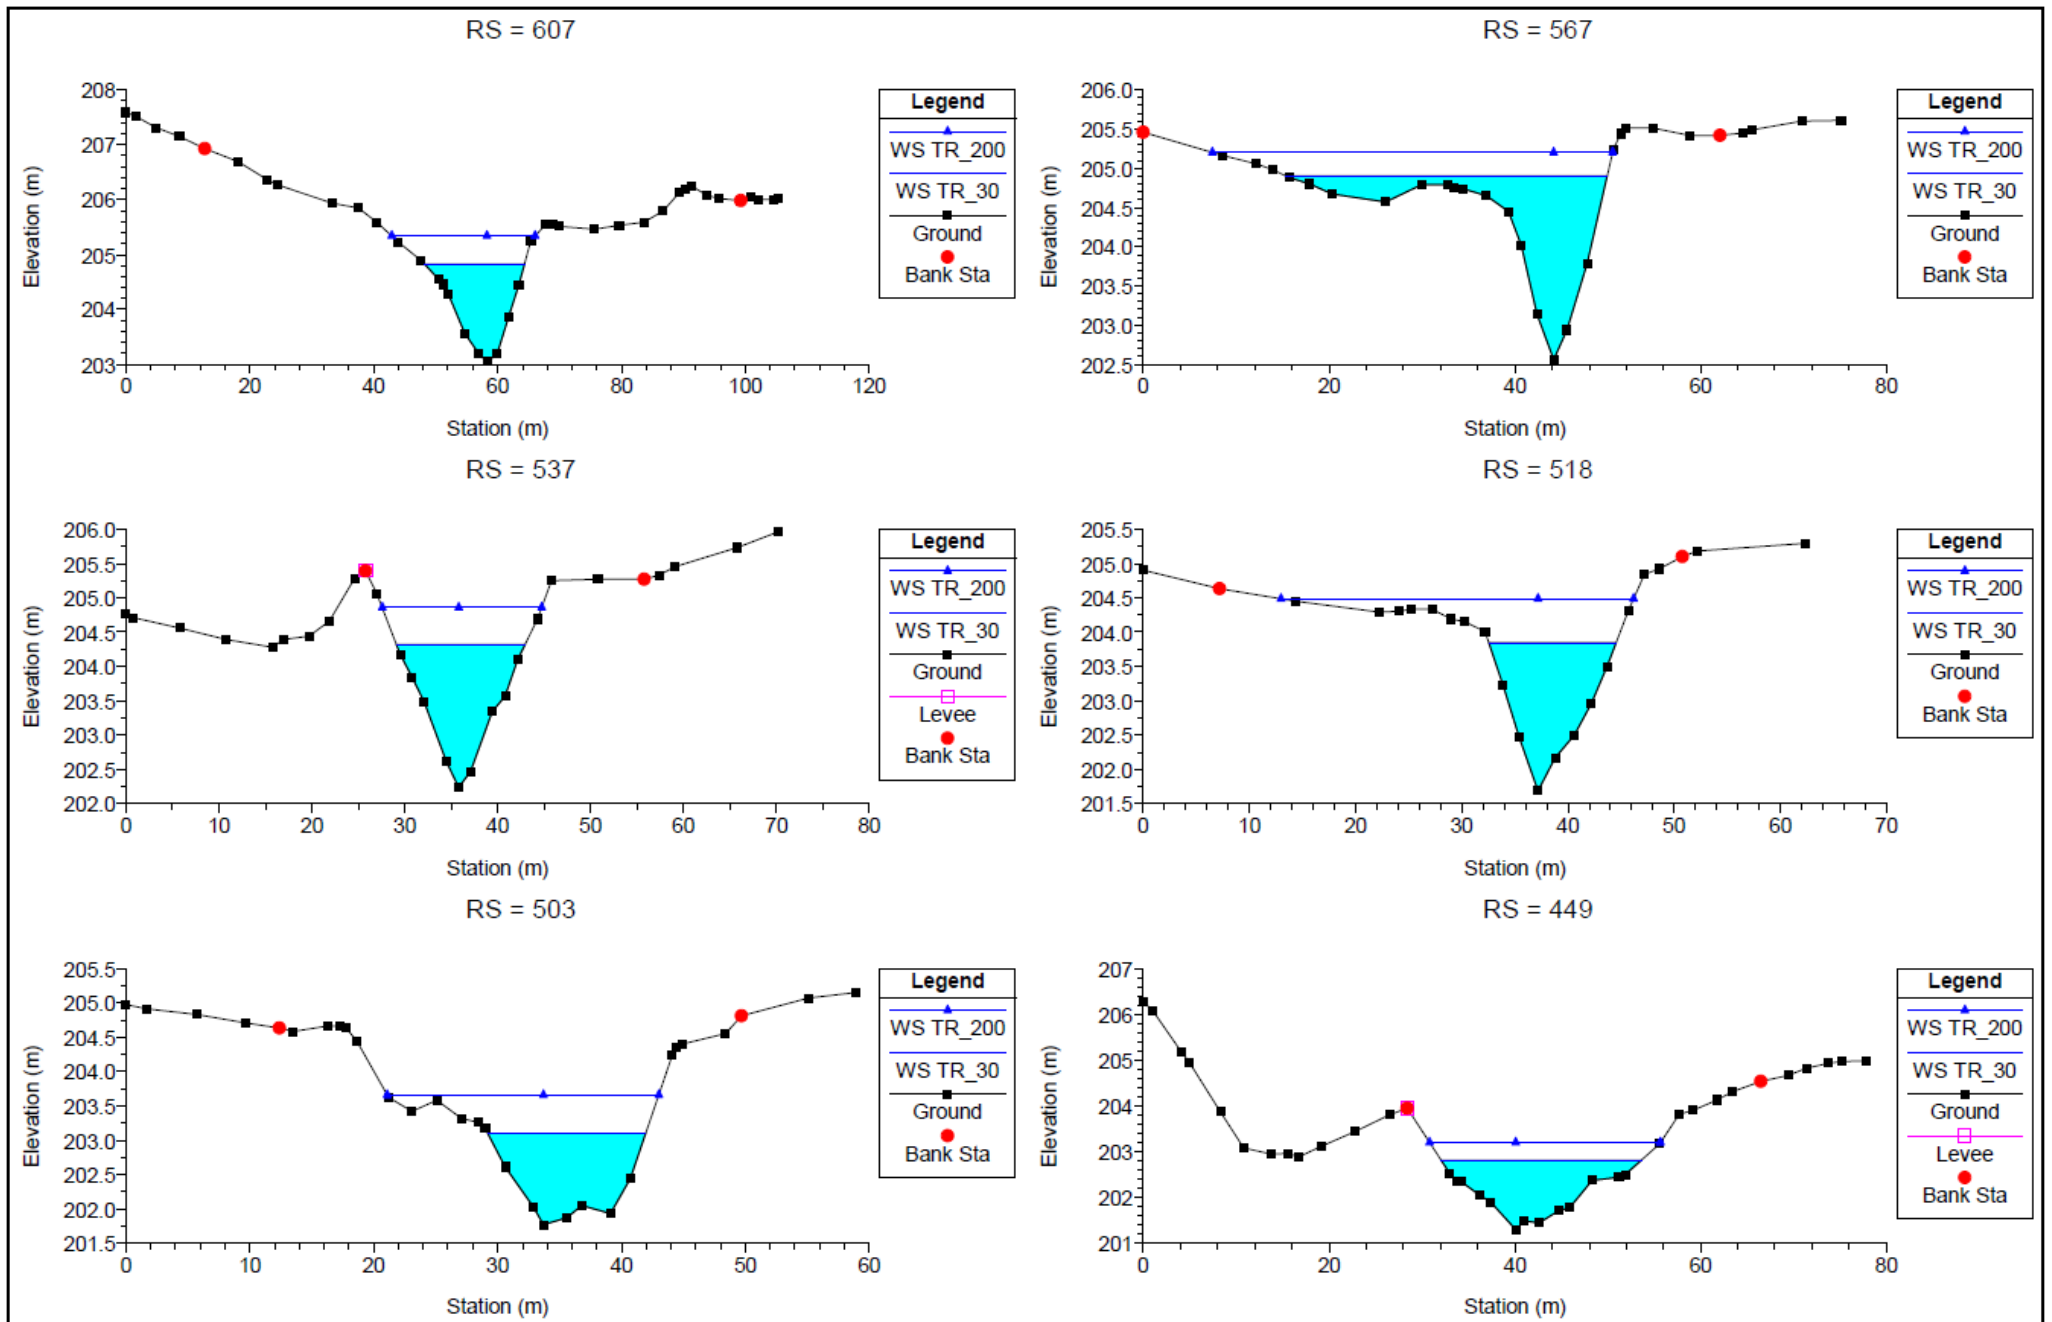 RS = 607
208
207
206
205
204
203
0 20 40 60 80 100 120
Elevation (m)
Station (m)
Legend
WS TR_200
WS TR_30
Ground
Bank Sta
RS = 567
206.0
205.5
205.0
204.5
204.0
203.5
203.0
202.5
0 20 40 60 80
Elevation (m)
Station (m)
Legend
WS TR_200
WS TR_30
Ground
Bank Sta
RS = 537
206.0
205.5
205.0
204.5
204.0
203.5
203.0
202.5
202.0
0 10 20 30 40 50 60 70 80
Elevation (m)
Station (m)
Legend
WS TR_200
WS TR_30
Ground
Levee
Bank Sta
RS = 518
205.5
205.0
204.5
204.0
203.5
203.0
202.5
202.0
201.5
0 10 20 30 40 50 60 70
Elevation (m)
Station (m)
Legend
WS TR_200
WS TR_30
Ground
Bank Sta
RS = 503
205.5
205.0
204.5
204.0
203.5
203.0
202.5
202.0
201.5
0 10 20 30 40 50 60
Elevation (m)
Station (m)
Legend
WS TR_200
WS TR_30
Ground
Bank Sta
RS = 449
207
206
205
204
203
202
201
0 20 40 60 80
Elevation (m)
Station (m)
Legend
WS TR_200
WS TR_30
Ground
Levee
Bank Sta